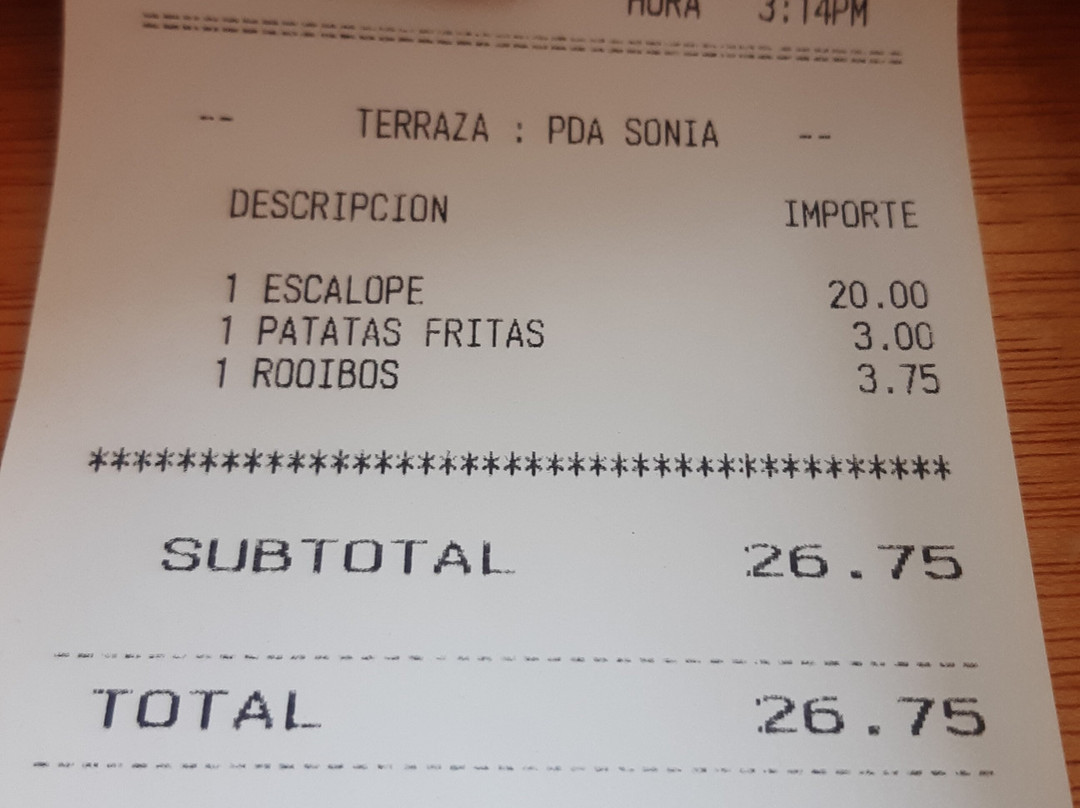 HORA 3:14PM
================================================
-- TERRAZA : PDA SONIA --
DESCRIPCION IMPORTE
1 ESCALOPE 20.00
1 PATATAS FRITAS 3.00
1 ROOIBOS 3.75
****************************************
SUBTOTAL 26.75
----------------------------------------
TOTAL 26.75
----------------------------------------